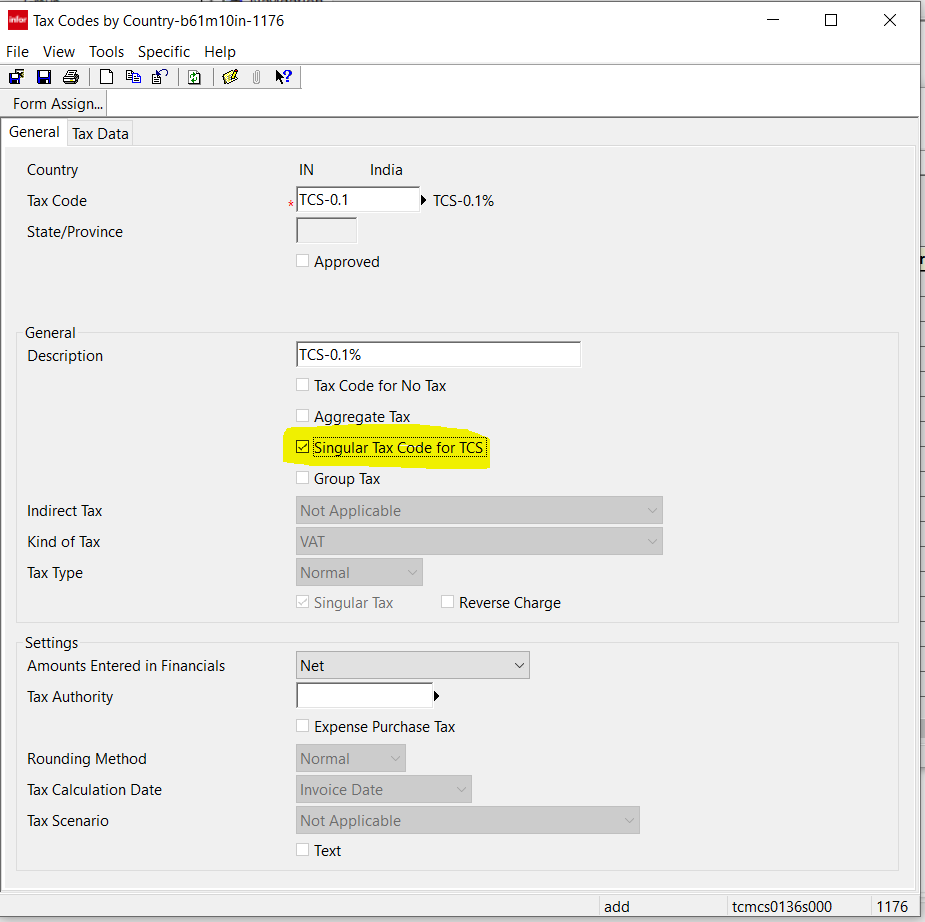 infor Tax Codes by Country-b61m10in-1176
File View Tools Specific Help
Form Assign...
General Tax Data
Country IN India
Tax Code * TCS-0.1 TCS-0.1%
State/Province
Approved
General
Description TCS-0.1%
Tax Code for No Tax
Aggregate Tax
Singular Tax Code for TCS
Group Tax
Indirect Tax Not Applicable
Kind of Tax VAT
Tax Type Normal
Singular Tax Reverse Charge
Settings
Amounts Entered in Financials Net
Tax Authority
Expense Purchase Tax
Rounding Method Normal
Tax Calculation Date Invoice Date
Tax Scenario Not Applicable
Text
add tcmcs0136s000 1176